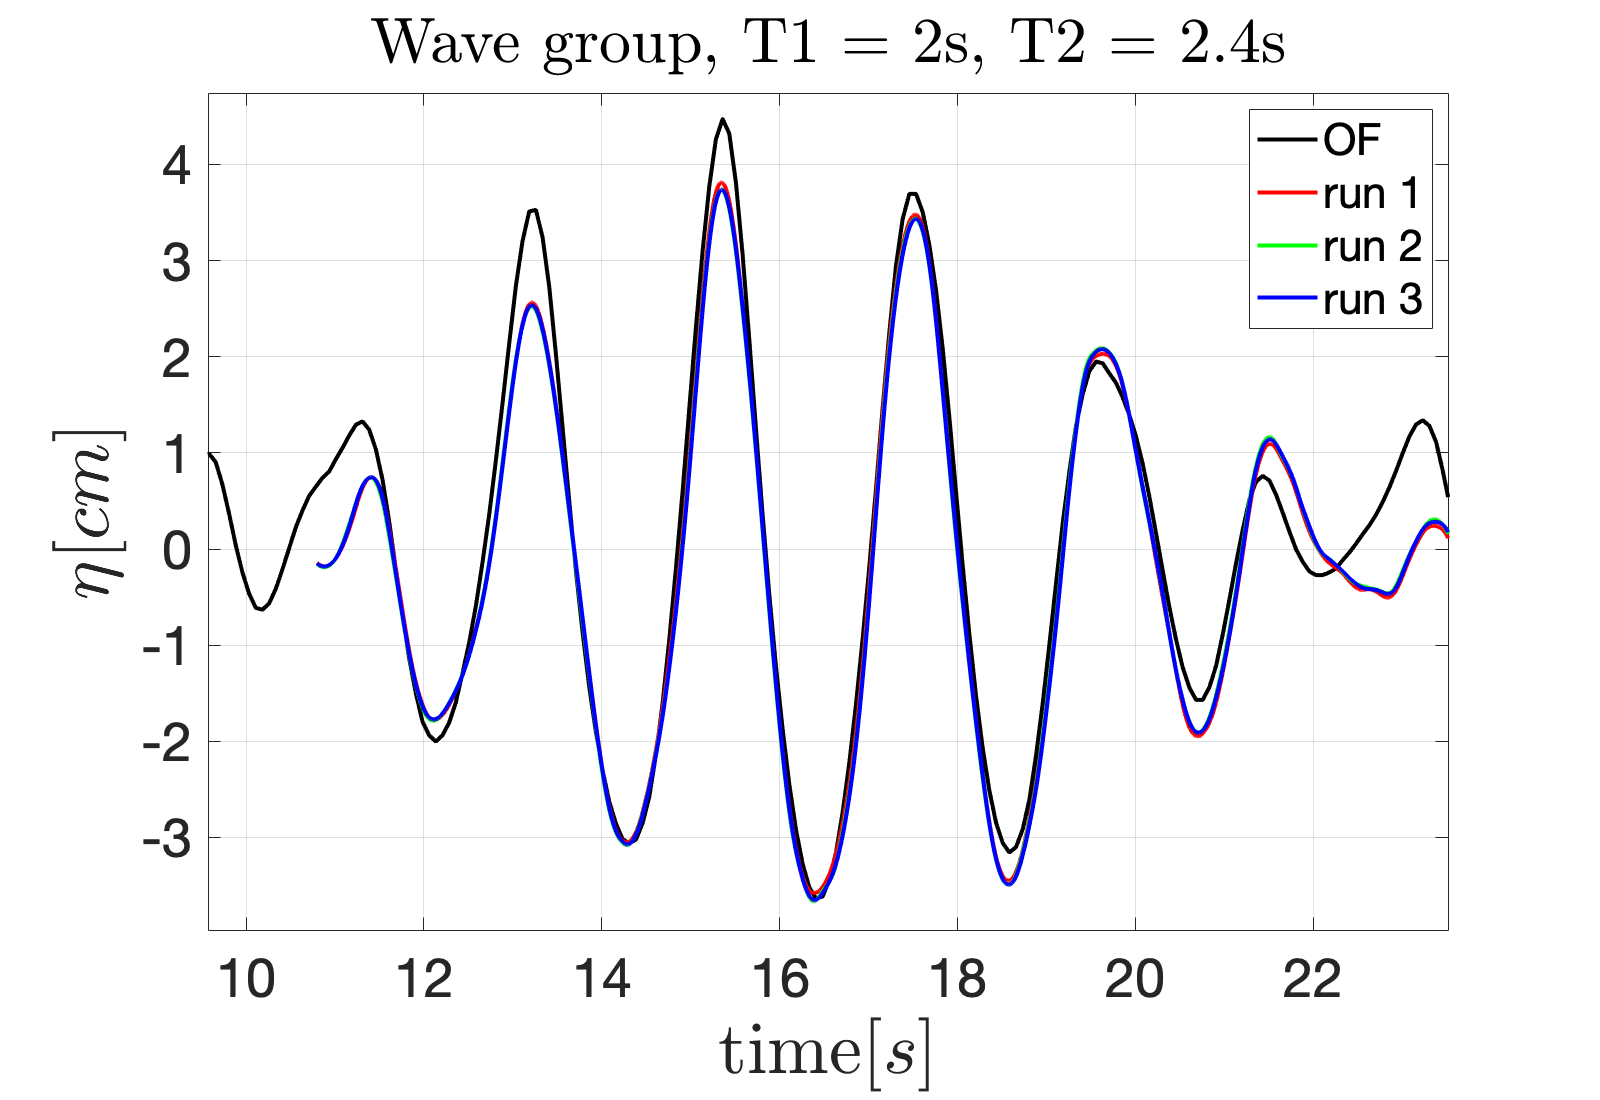 Wave group, T1 = 2s, T2 = 2.4s
OF
run 1
run 2
run 3
4
3
2
1
0
-1
-2
-3
η[cm]
10 12 14 16 18 20 22
time[s]